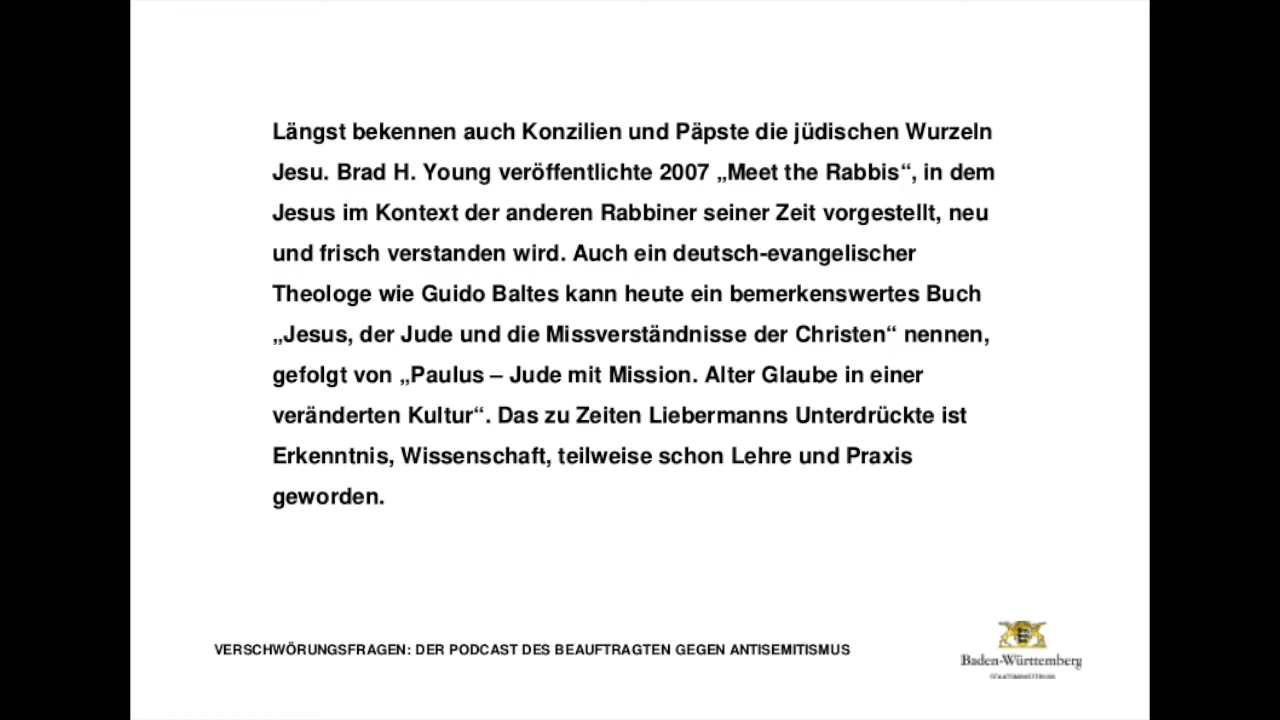 Längst bekennen auch Konzilien und Päpste die jüdischen Wurzeln
Jesu. Brad H. Young veröffentlichte 2007 „Meet the Rabbis“, in dem
Jesus im Kontext der anderen Rabbiner seiner Zeit vorgestellt, neu
und frisch verstanden wird. Auch ein deutsch-evangelischer
Theologe wie Guido Baltes kann heute ein bemerkenswertes Buch
„Jesus, der Jude und die Missverständnisse der Christen“ nennen,
gefolgt von „Paulus – Jude mit Mission. Alter Glaube in einer
veränderten Kultur“. Das zu Zeiten Liebermanns Unterdrückte ist
Erkenntnis, Wissenschaft, teilweise schon Lehre und Praxis
geworden.
VERSCHWÖRUNGSFRAGEN: DER PODCAST DES BEAUFTRAGTEN GEGEN ANTISEMITISMUS
Baden-Württemberg
STAATSMINISTERIUM